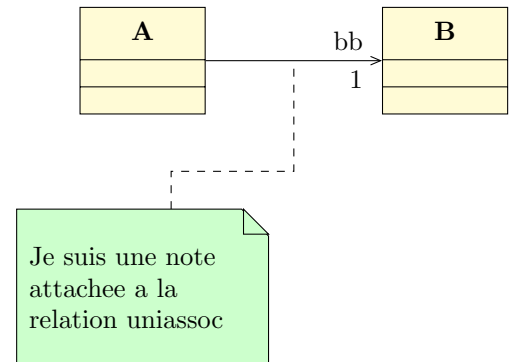 A
bb
B
1
Je suis une note
attachee a la
relation uniassoc